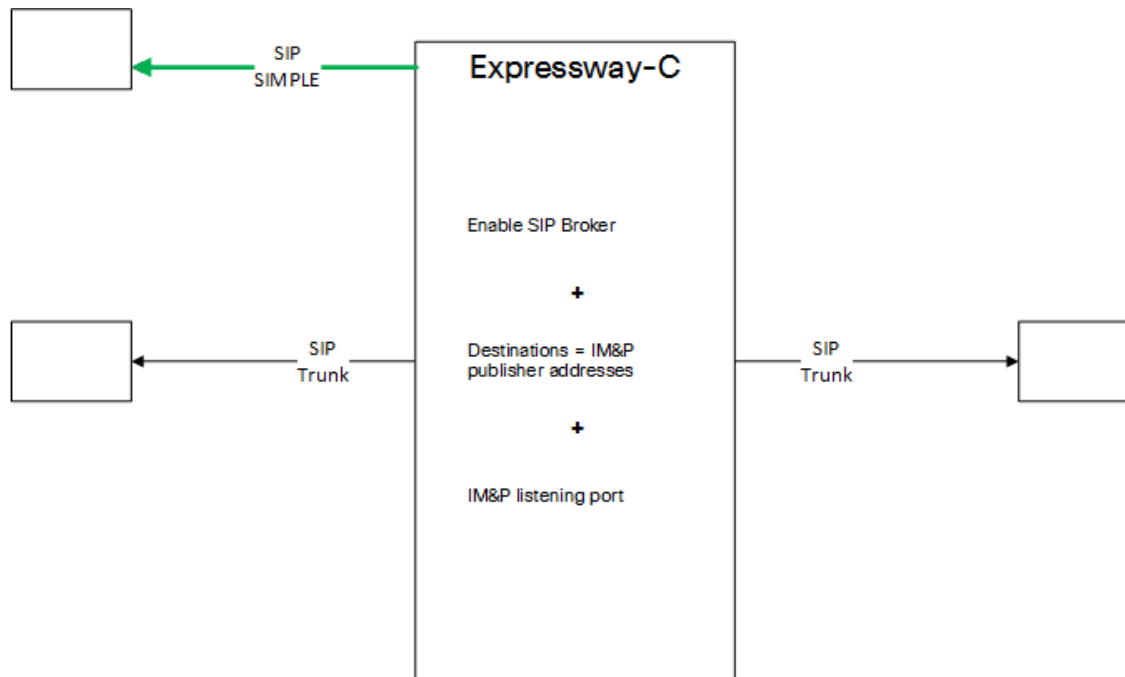 SIP
SIMPLE
Expressway-C
Enable SIP Broker
+
SIP
Trunk
Destinations = IM&P
publisher addresses
SIP
Trunk
+
IM&P listening port